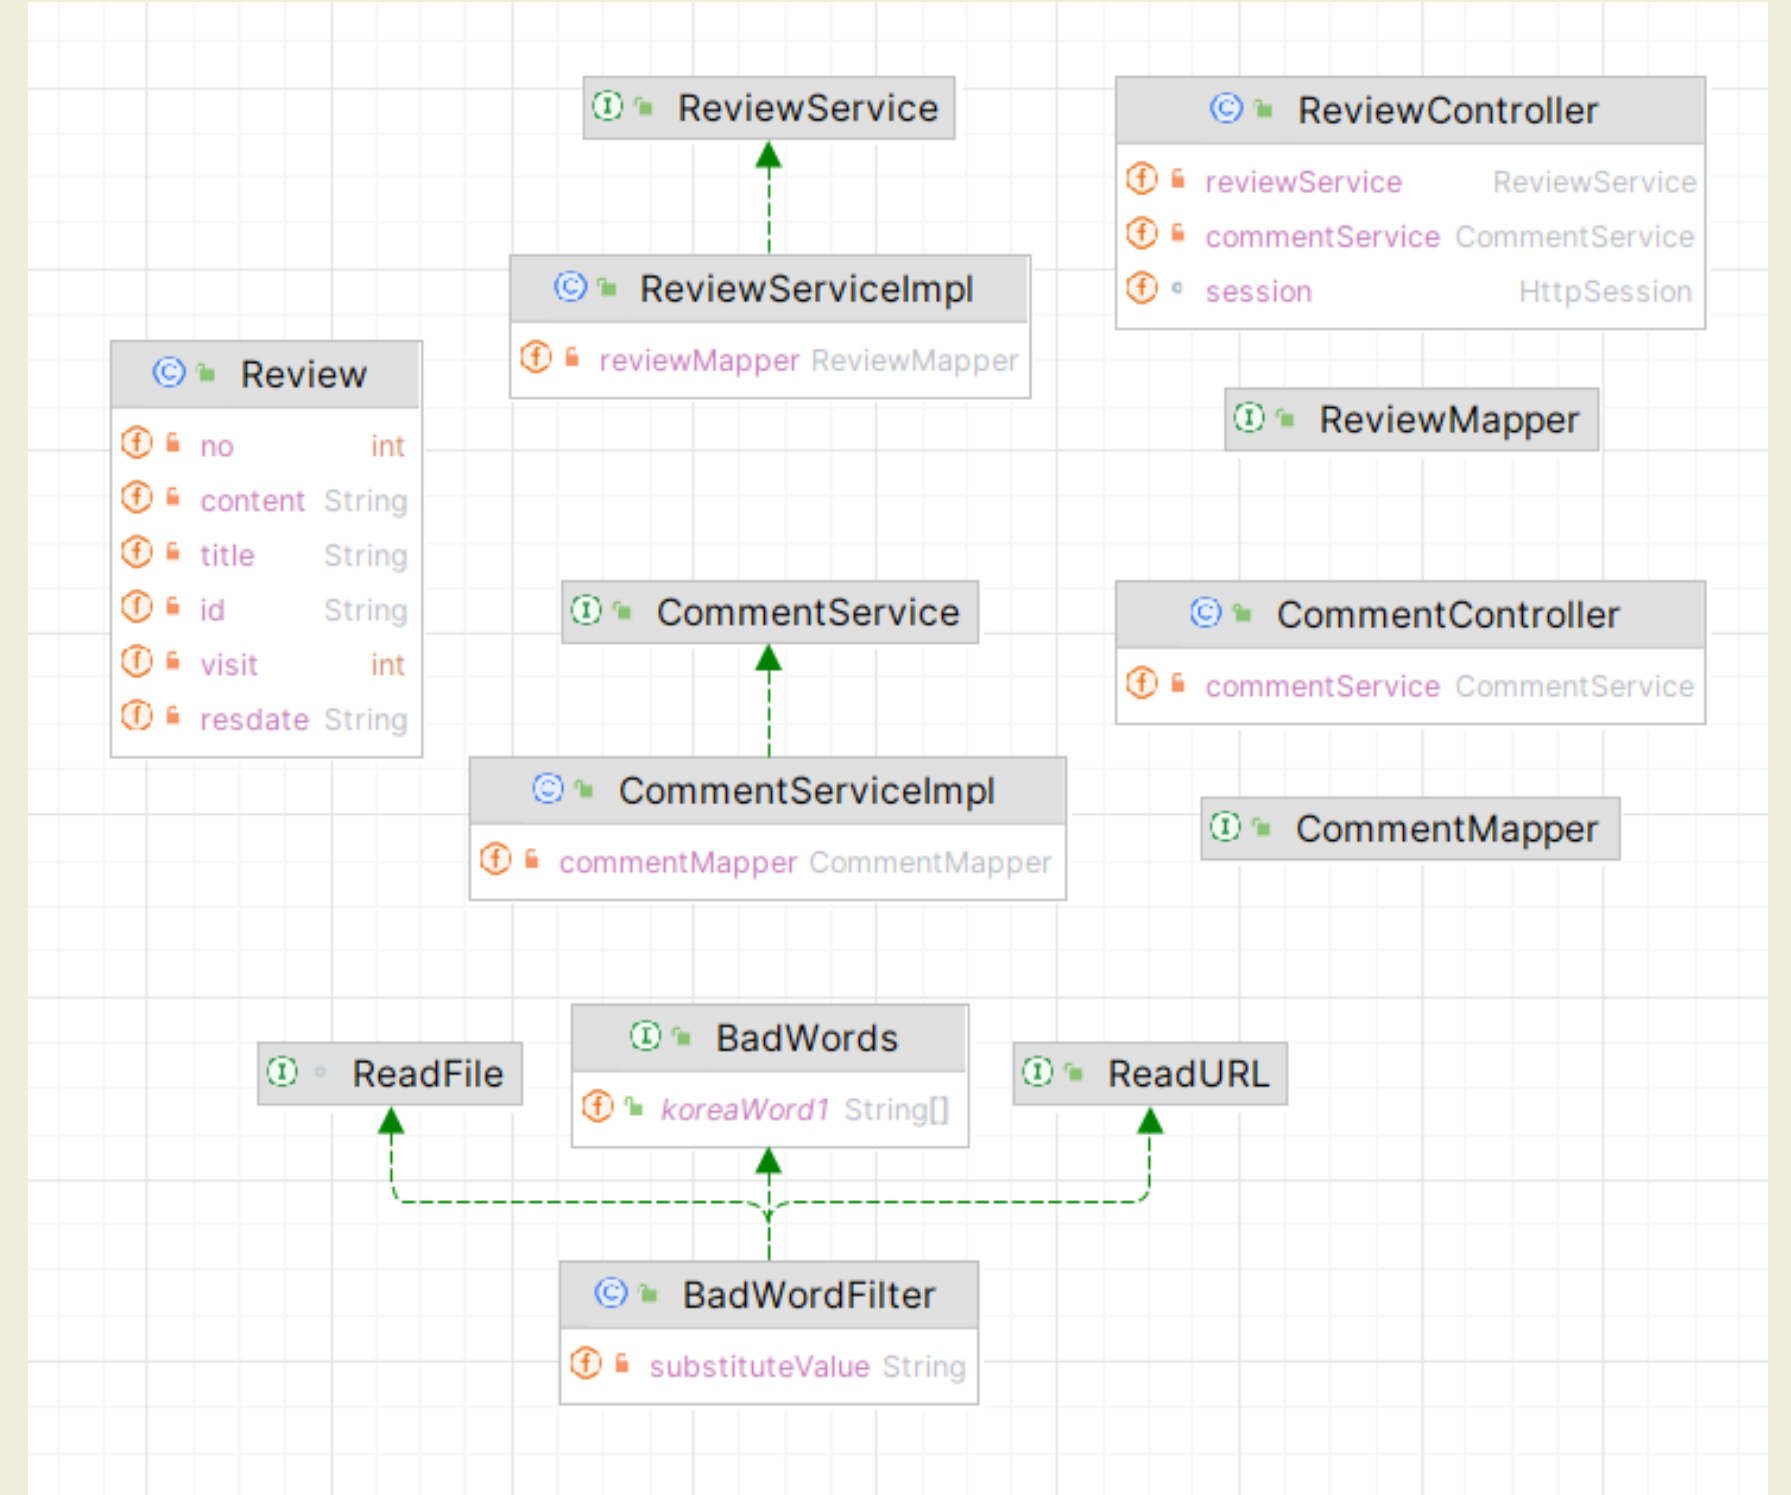 ReviewService
ReviewController
reviewService ReviewService
commentService CommentService
session HttpSession
ReviewServiceImpl
reviewMapper ReviewMapper
Review
no int
content String
title String
id String
visit int
resdate String
ReviewMapper
CommentService
CommentController
commentService CommentService
CommentServiceImpl
commentMapper CommentMapper
CommentMapper
ReadFile
BadWords
koreaWord1 String[]
ReadURL
BadWordFilter
substituteValue String